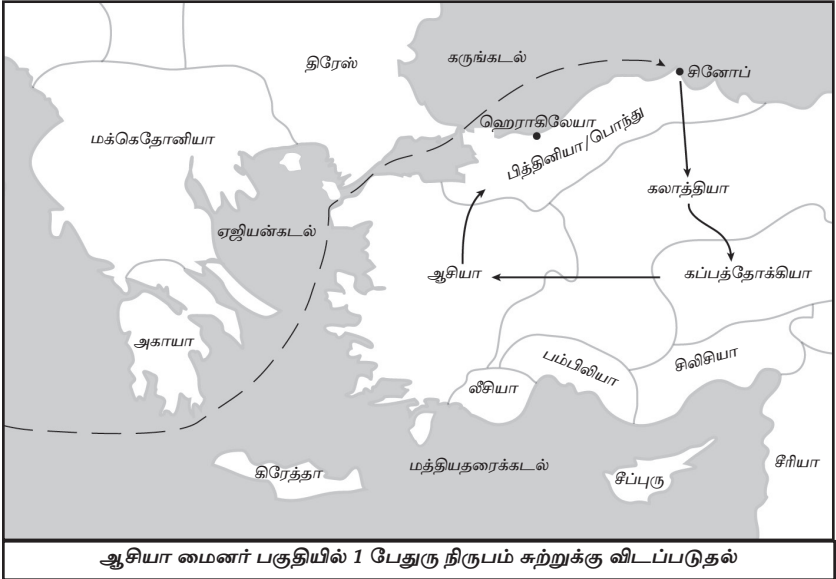 திரேஸ்
கருங்கடல்
சினோப்
ஹெராகிலேயா
மக்கெதோனியா
பித்தினியா/பொந்து
கலாத்தியா
ஏஜியன்கடல்
ஆசியா
கப்பத்தோக்கியா
அகாயா
பம்பிலியா
சிலிசியா
லீசியா
கிரேத்தா
மத்தியதரைக்கடல்
சீப்புரு
சீரியா
ஆசியா மைனர் பகுதியில் 1 பேதுரு நிருபம் சுற்றுக்கு விடப்படுதல்